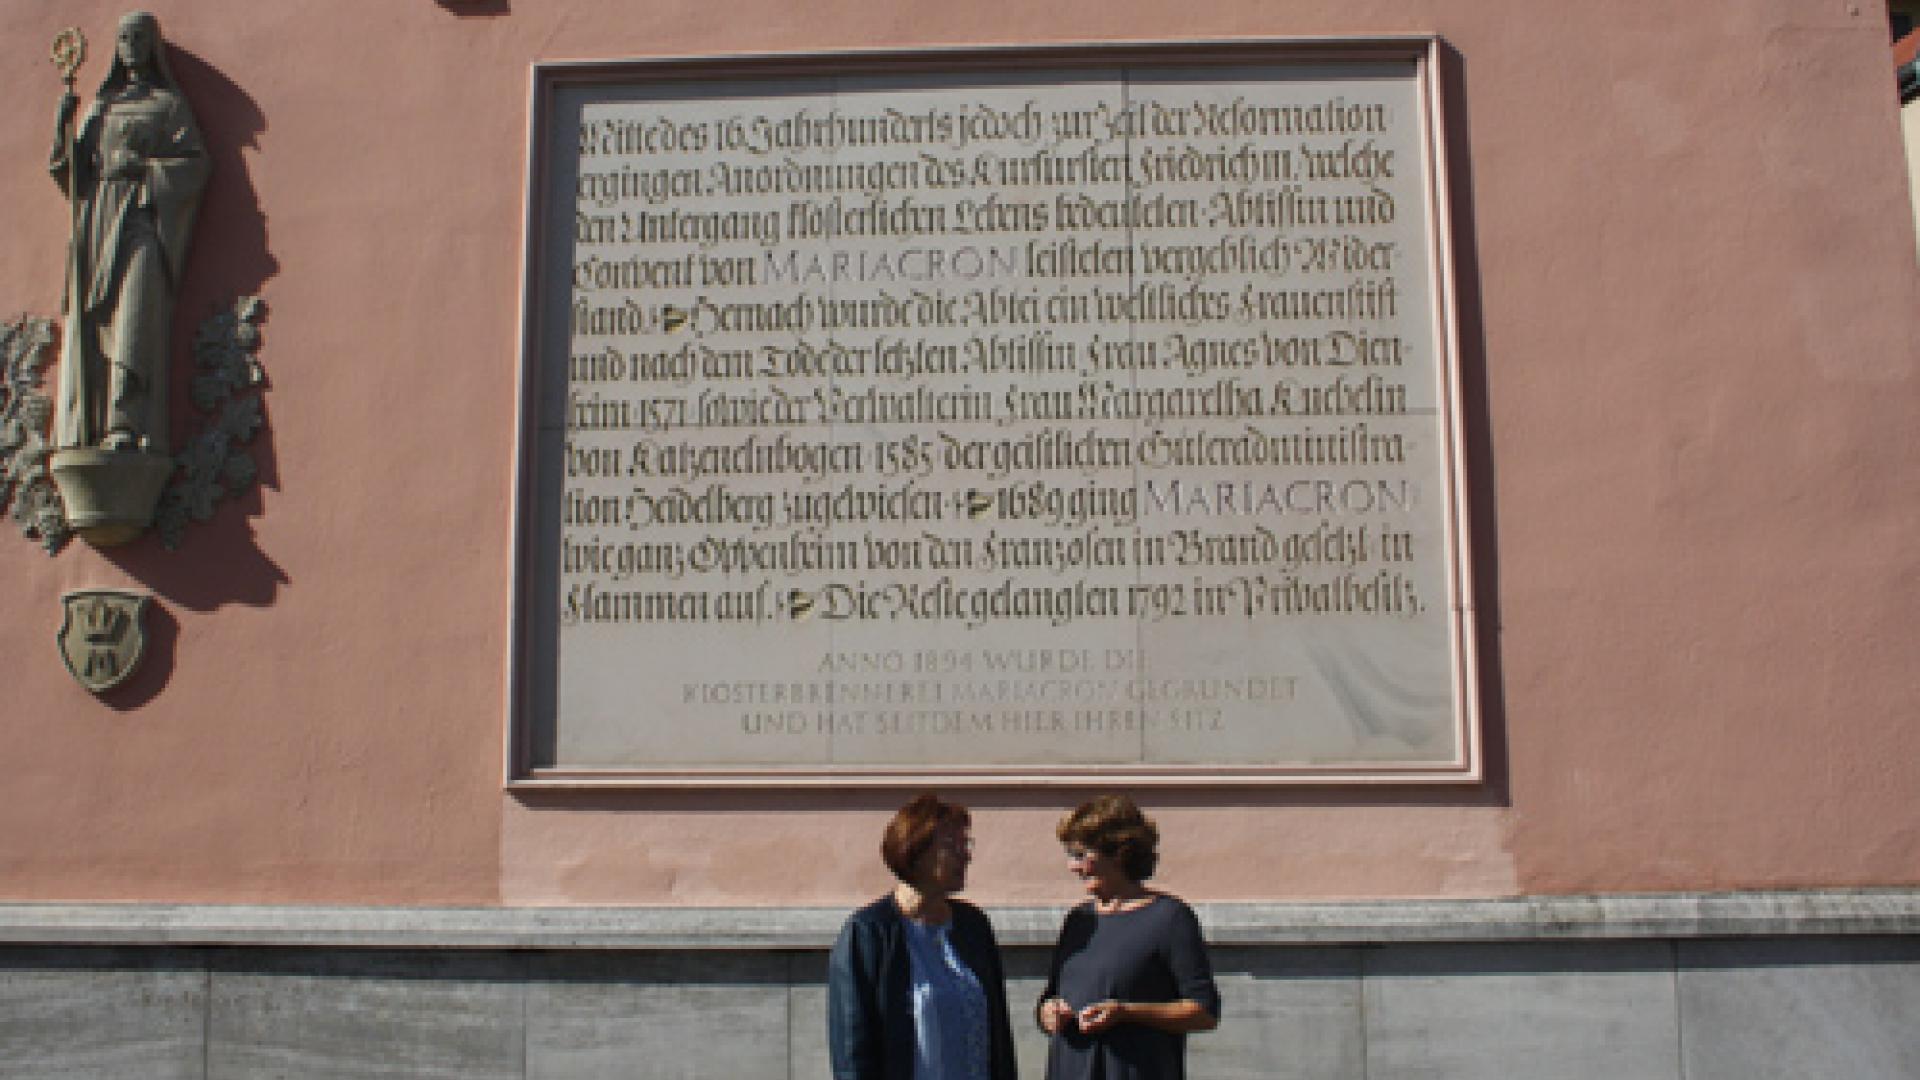 Mitte des 16. Jahrhunderts jedoch zur Zeit der Reformation
ergingen Anordnungen des Kurfürsten Friedrich III. welche
den Untergang klösterlichen Lebens bedeuteten · Abtissin und
Convent von MARIACRON leisteten vergeblich Wider-
stand. Hernach wurde die Abtei ein weltliches Frauenstift
und nach dem Tode der letzten Abtissin Frau Agnes von Dien-
heim 1571 sowie der Verwalterin Frau Margaretha Knebelin
von Katzenelnbogen 1585 der geistlichen Güteradministra-
tion Heidelberg zugewiesen · 1689 ging MARIACRON
wie ganz Oppenheim von den Franzosen in Brand gesetzt in
Flammen auf. Die Reste gelangten 1792 in Privatbesitz.
ANNO 1894 WURDE DIE
KLOSTERBRENNEREI MARIACRON GEGRÜNDET
UND HAT SEITDEM HIER IHREN SITZ